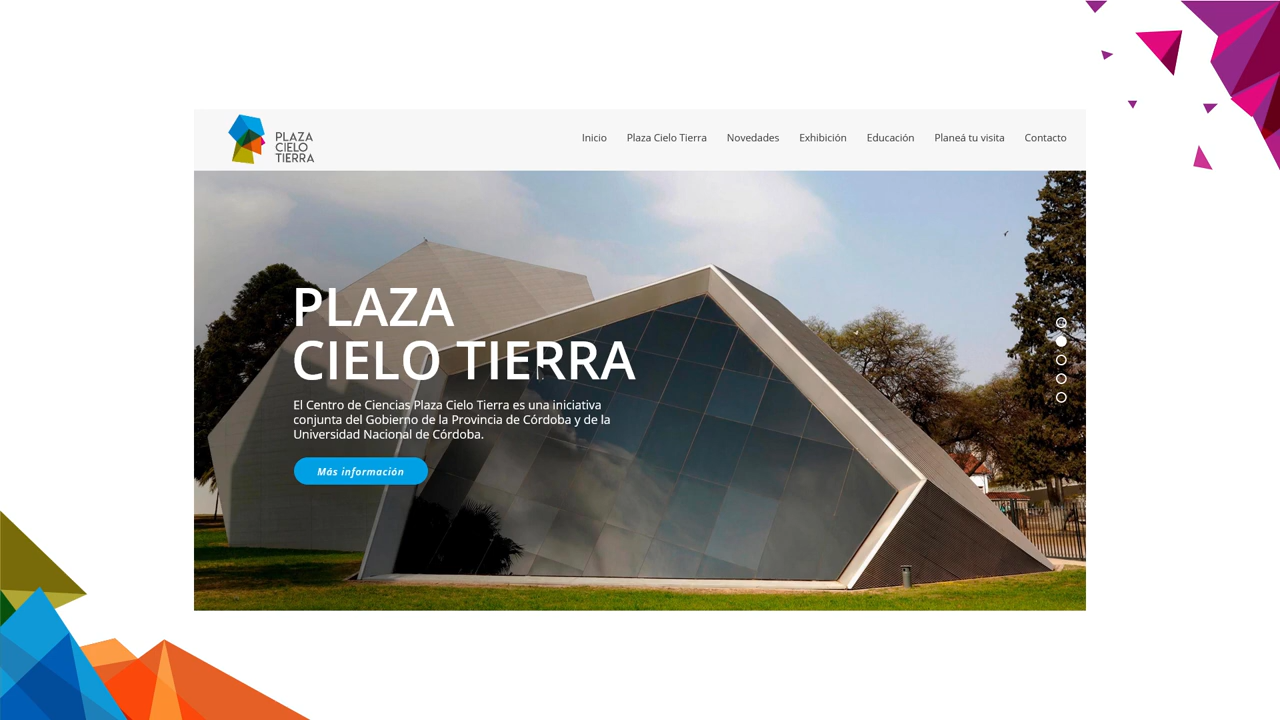 PLAZA
CIELO
TIERRA
Inicio Plaza Cielo Tierra Novedades Exhibición Educación Planeá tu visita Contacto
PLAZA
CIELO TIERRA
El Centro de Ciencias Plaza Cielo Tierra es una iniciativa
conjunta del Gobierno de la Provincia de Córdoba y de la
Universidad Nacional de Córdoba.
Más información